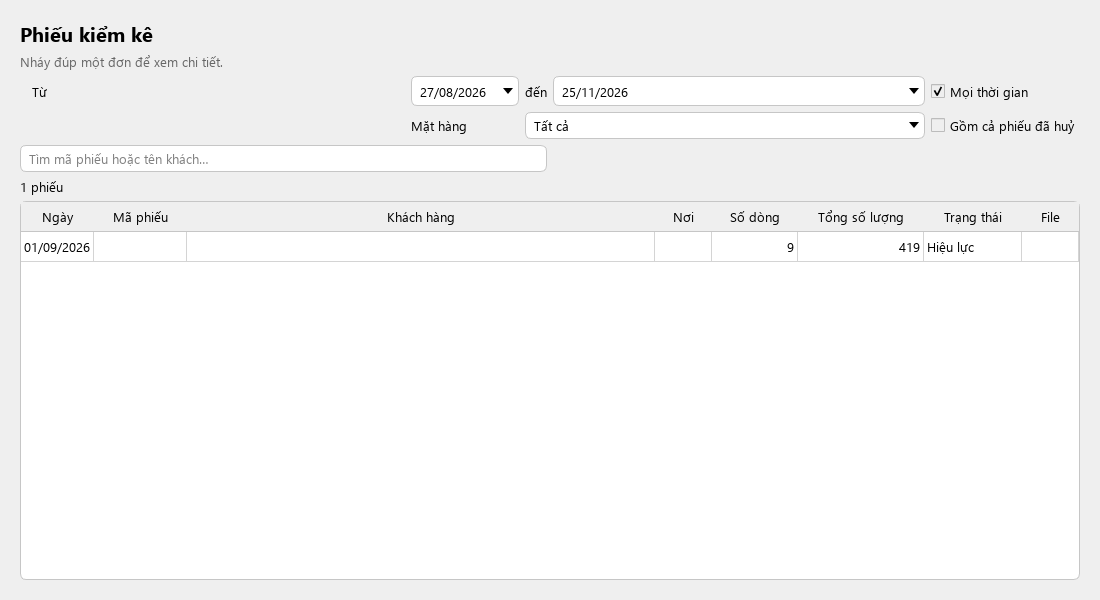 Phiếu kiểm kê
Nháy đúp một đơn để xem chi tiết.
Từ 27/08/2026 đến 25/11/2026 Mọi thời gian
Mặt hàng Tất cả Gồm cả phiếu đã huỷ
Tìm mã phiếu hoặc tên khách...
1 phiếu
Ngày Mã phiếu Khách hàng Nơi Số dòng Tổng số lượng Trạng thái File
01/09/2026 9 419 Hiệu lực